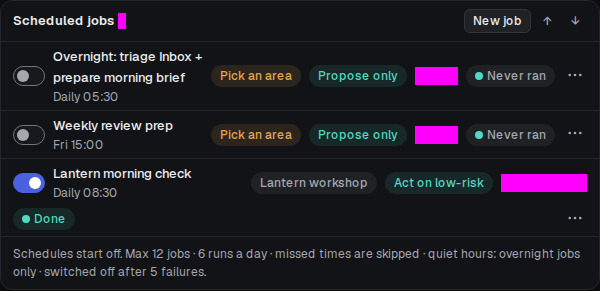 Scheduled jobs
New job ↑ ↓
Overnight: triage Inbox +
prepare morning brief
Daily 05:30
Pick an area Propose only Never ran ...
Weekly review prep
Fri 15:00
Pick an area Propose only Never ran ...
Lantern morning check
Daily 08:30
Lantern workshop Act on low-risk
Done ...
Schedules start off. Max 12 jobs · 6 runs a day · missed times are skipped · quiet hours: overnight jobs
only · switched off after 5 failures.